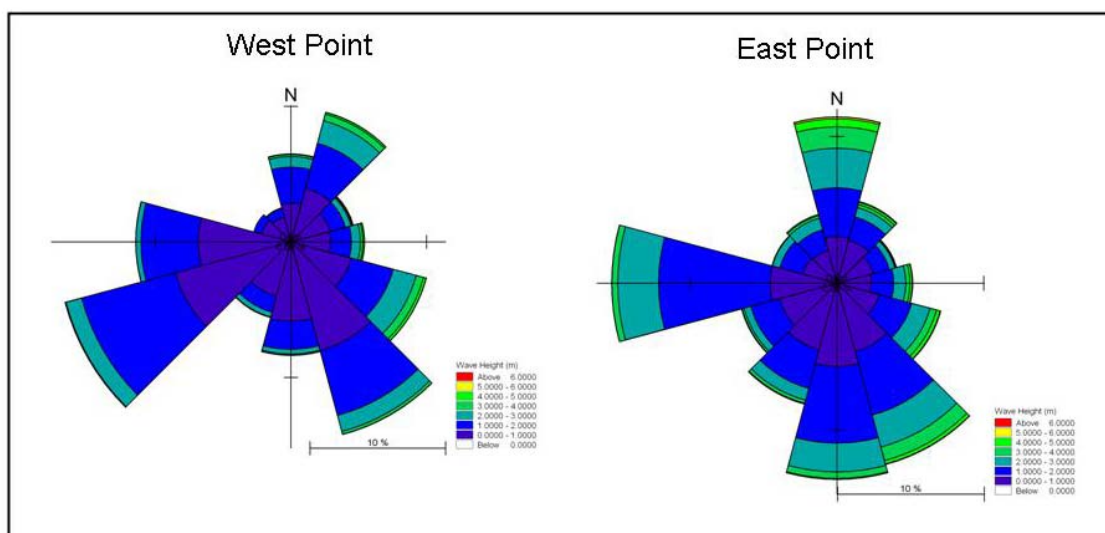 West Point
East Point
N
Wave Height (m)
Above 6.0000
5.0000 - 6.0000
4.0000 - 5.0000
3.0000 - 4.0000
2.0000 - 3.0000
1.0000 - 2.0000
0.0000 - 1.0000
Below 0.0000
10 %
N
Wave Height (m)
Above 6.0000
5.0000 - 6.0000
4.0000 - 5.0000
3.0000 - 4.0000
2.0000 - 3.0000
1.0000 - 2.0000
0.0000 - 1.0000
Below 0.0000
10 %